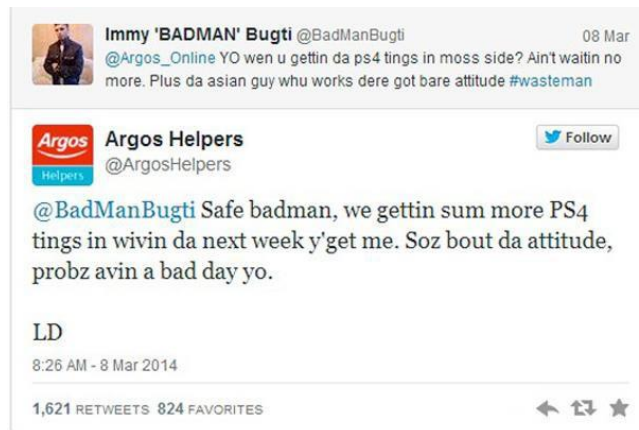 Immy 'BADMAN' Bugti @BadManBugti 08 Mar
@Argos_Online YO wen u gettin da ps4 tings in moss side? Ain't waitin no
more. Plus da asian guy whu works dere got bare attitude #wasteman
Argos
Helpers
Argos Helpers
@ArgosHelpers
Follow
@BadManBugti Safe badman, we gettin sum more PS4
tings in wivin da next week y'get me. Soz bout da attitude,
probz avin a bad day yo.
LD
8:26 AM - 8 Mar 2014
1,621 RETWEETS 824 FAVORITES